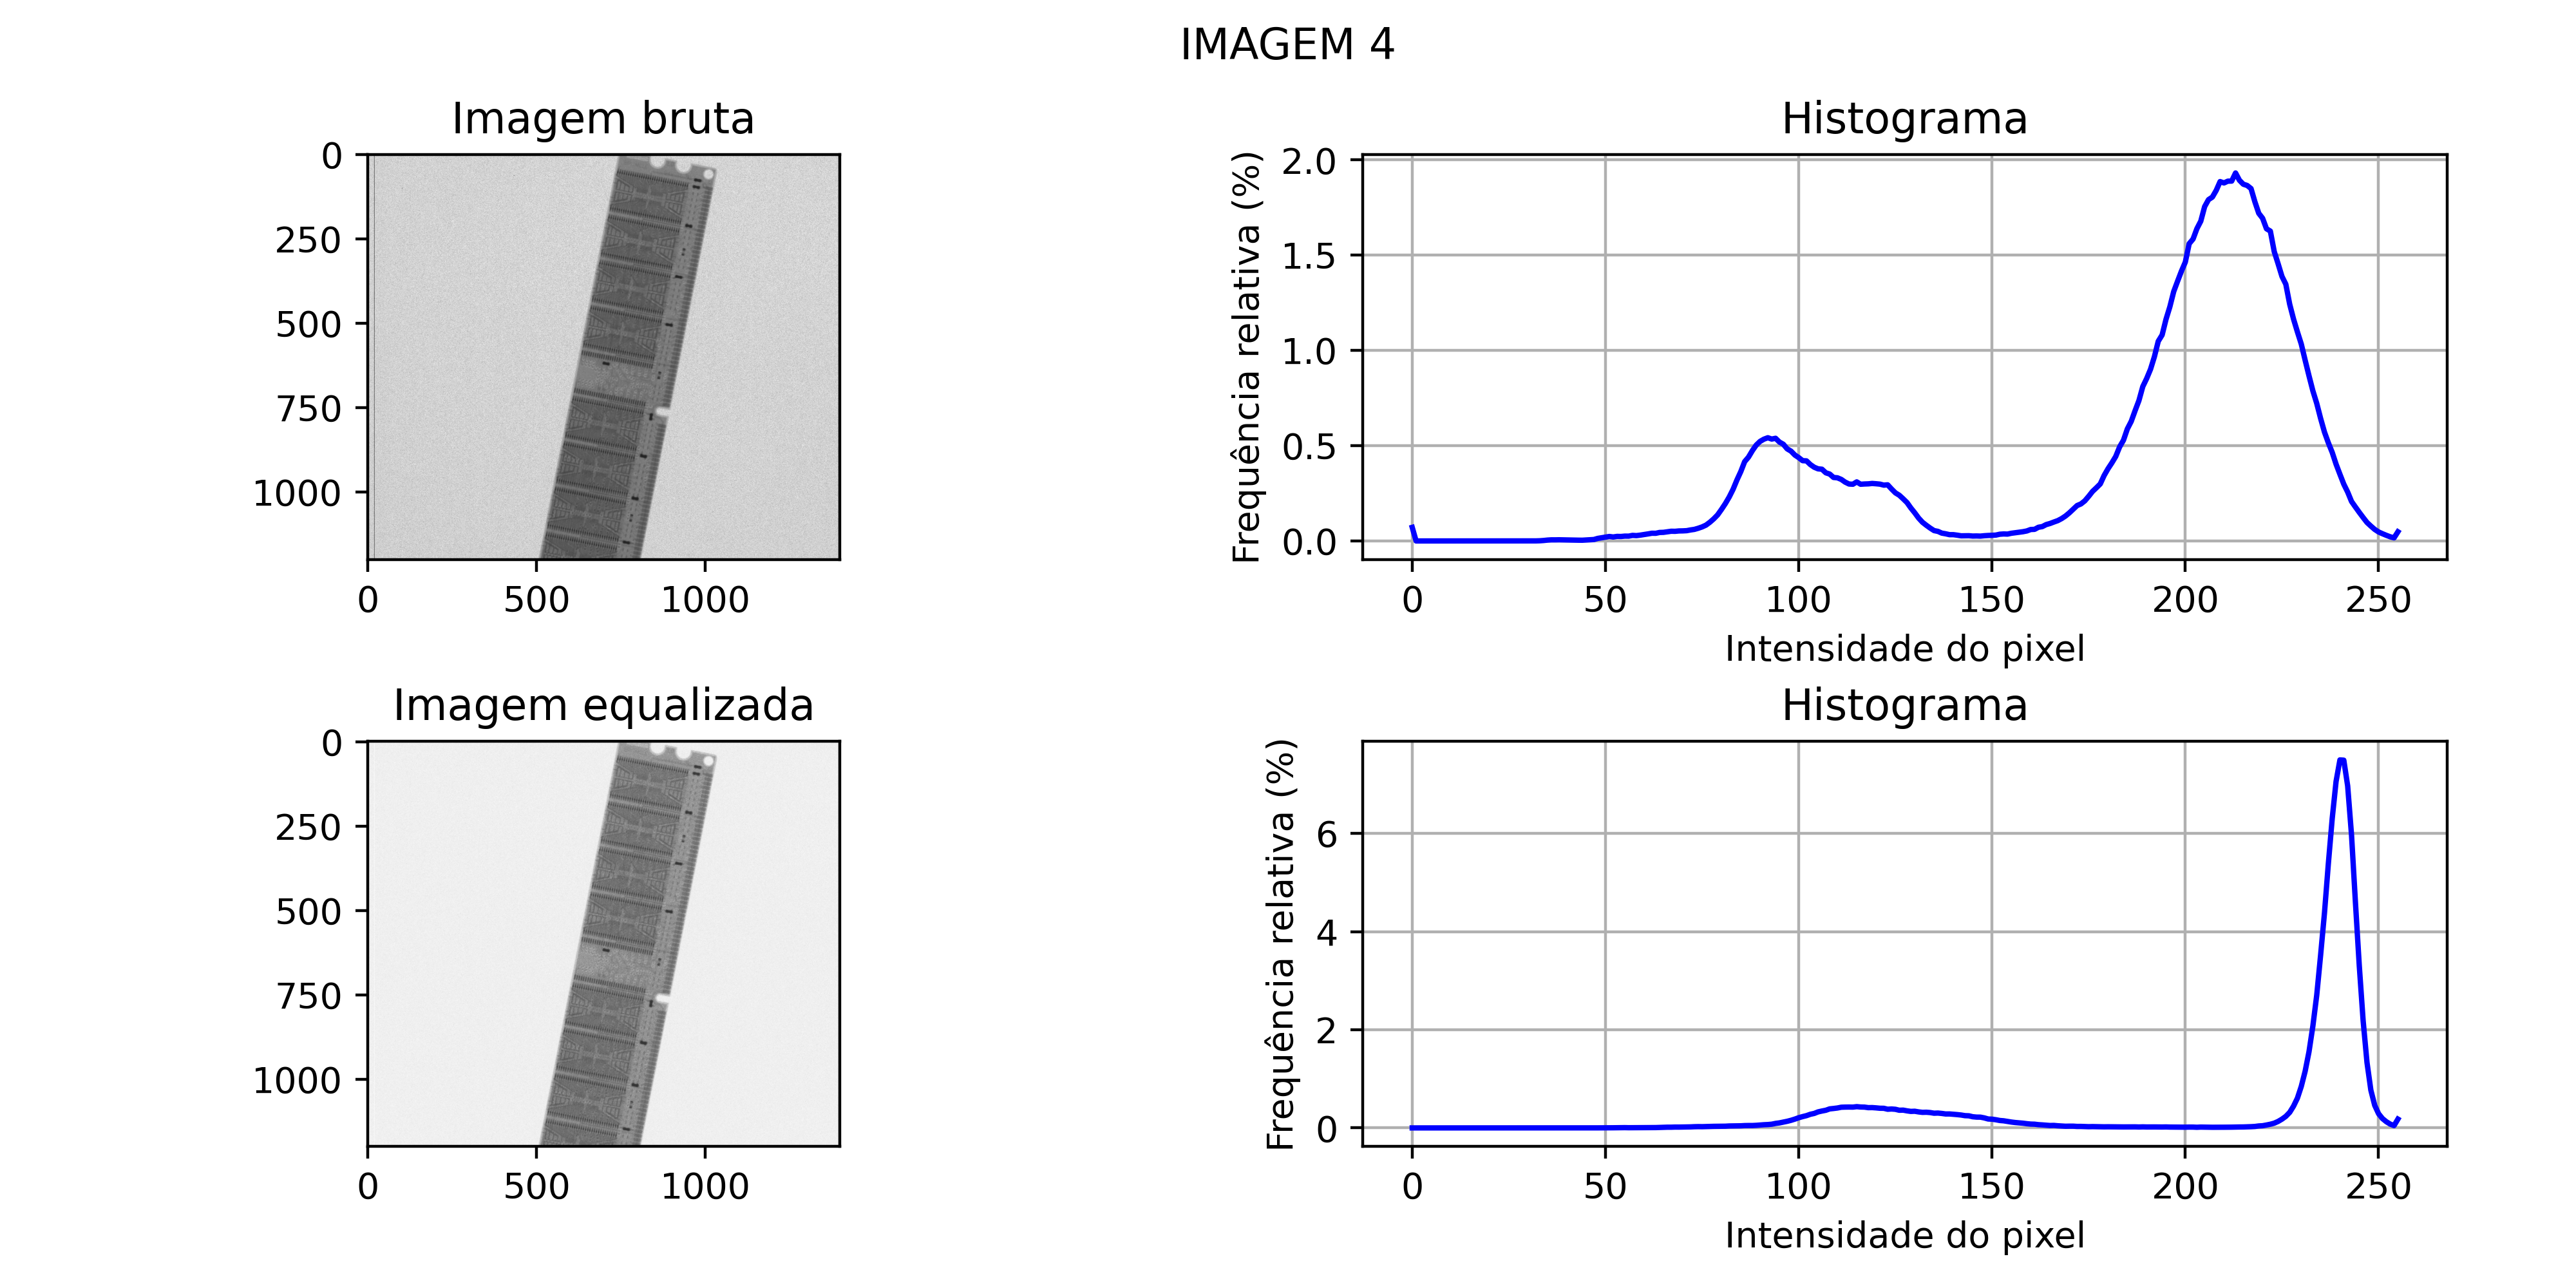 IMAGEM 4
Imagem bruta
0
250
500
750
1000
0 500 1000
Histograma
Frequência relativa (%)
2.0
1.5
1.0
0.5
0.0
0 50 100 150 200 250
Intensidade do pixel
Imagem equalizada
0
250
500
750
1000
0 500 1000
Histograma
Frequência relativa (%)
6
4
2
0
0 50 100 150 200 250
Intensidade do pixel